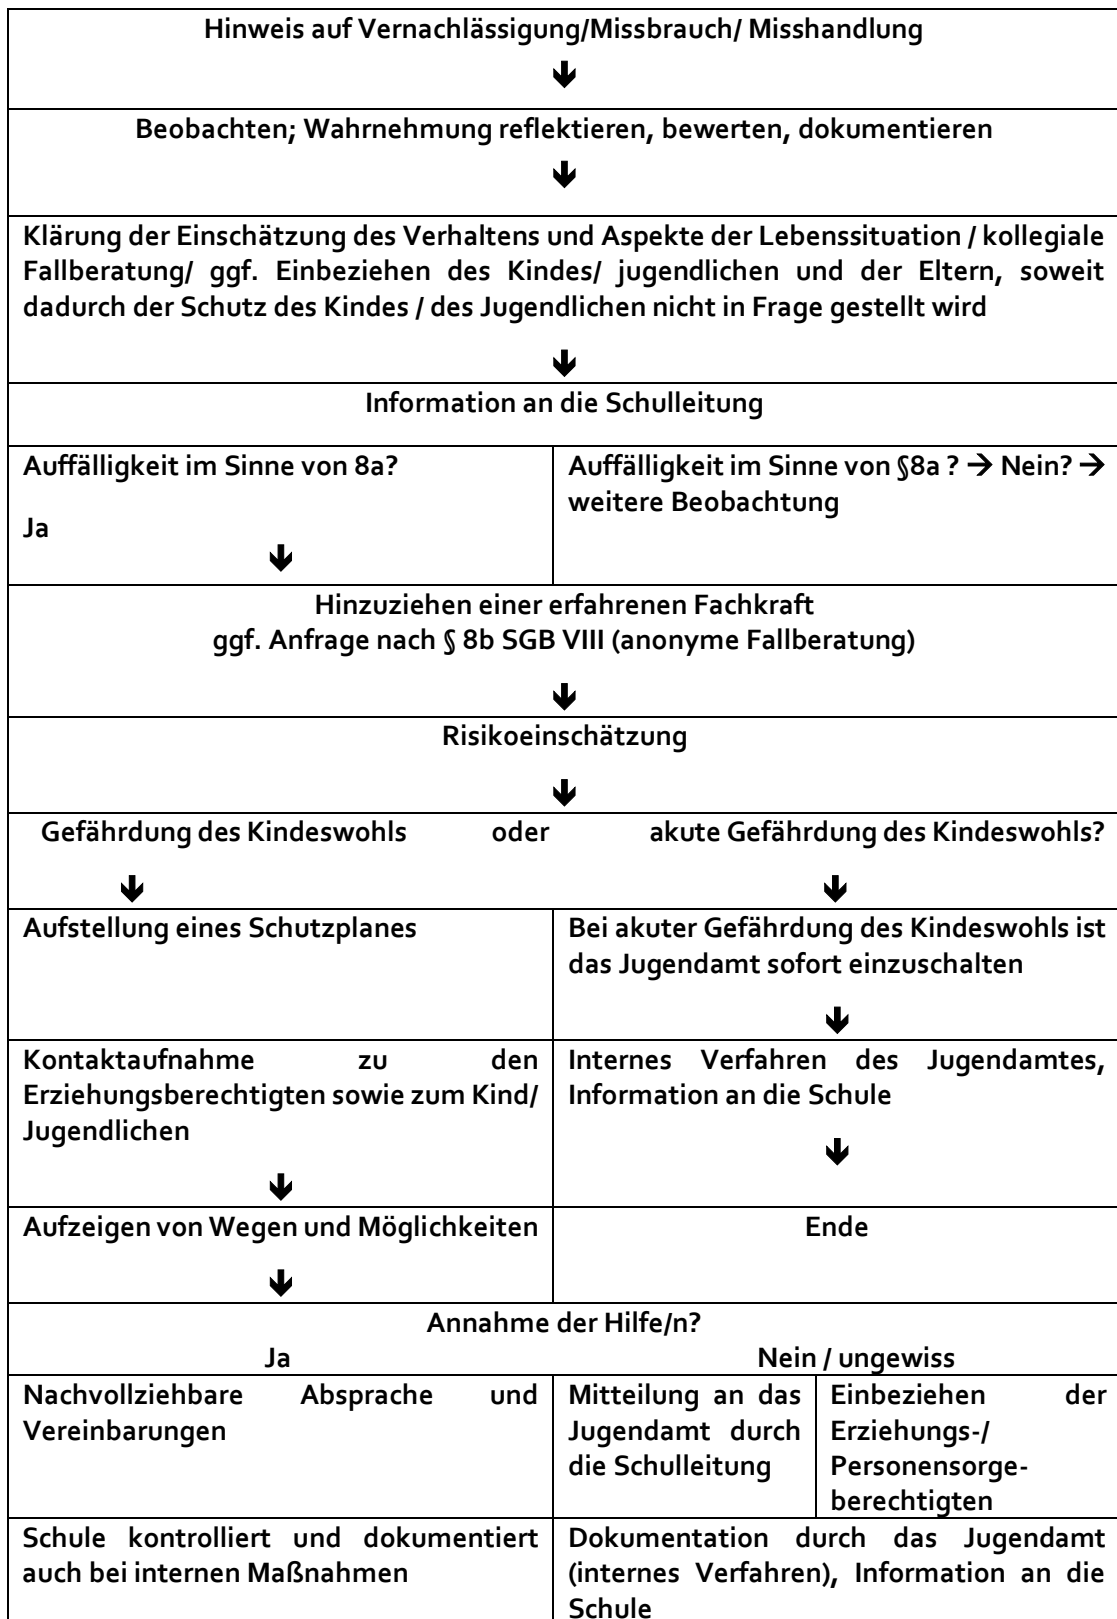 Hinweis auf Vernachlässigung/Missbrauch/ Misshandlung
🡻
Beobachten; Wahrnehmung reflektieren, bewerten, dokumentieren
🡻
Klärung der Einschätzung des Verhaltens und Aspekte der Lebenssituation / kollegiale
Fallberatung/ ggf. Einbeziehen des Kindes/ jugendlichen und der Eltern, soweit
dadurch der Schutz des Kindes / des Jugendlichen nicht in Frage gestellt wird
🡻
Information an die Schulleitung
Auffälligkeit im Sinne von 8a?
Ja
🡻
Auffälligkeit im Sinne von §8a ? → Nein? →
weitere Beobachtung
Hinzuziehen einer erfahrenen Fachkraft
ggf. Anfrage nach § 8b SGB VIII (anonyme Fallberatung)
🡻
Risikoeinschätzung
🡻
Gefährdung des Kindeswohls oder akute Gefährdung des Kindeswohls?
🡻 🡻
Aufstellung eines Schutzplanes
Bei akuter Gefährdung des Kindeswohls ist
das Jugendamt sofort einzuschalten
🡻
Kontaktaufnahme zu den
Erziehungsberechtigten sowie zum Kind/
Jugendlichen
🡻
Internes Verfahren des Jugendamtes,
Information an die Schule
🡻
Aufzeigen von Wegen und Möglichkeiten
🡻
Ende
Annahme der Hilfe/n?
Ja Nein / ungewiss
Nachvollziehbare Absprache und
Vereinbarungen
Mitteilung an das
Jugendamt durch
die Schulleitung
Einbeziehen der
Erziehungs-/
Personensorge-
berechtigten
Schule kontrolliert und dokumentiert
auch bei internen Maßnahmen
Dokumentation durch das Jugendamt
(internes Verfahren), Information an die
Schule